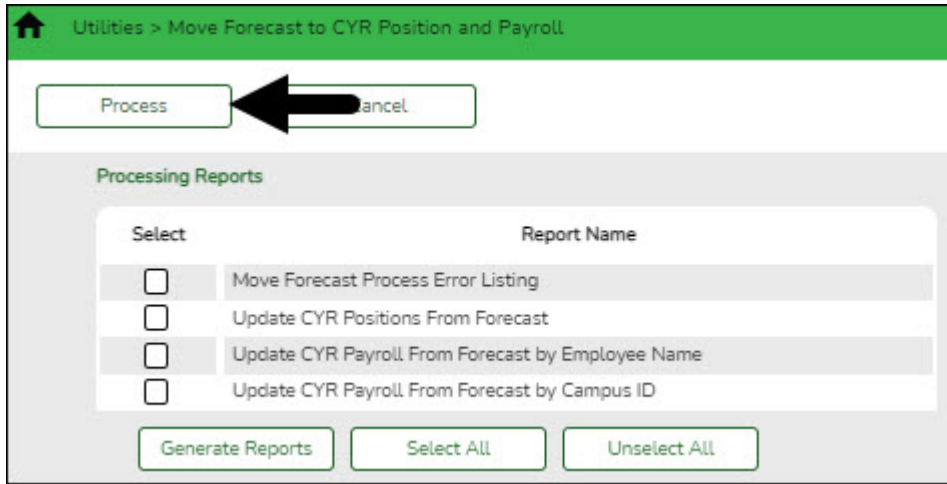 Utilities > Move Forecast to CYR Position and Payroll
Process
Processing Reports
Select Report Name
Move Forecast Process Error Listing
Update CYR Positions From Forecast
Update CYR Payroll From Forecast by Employee Name
Update CYR Payroll From Forecast by Campus ID
Generate Reports Select All Unselect All